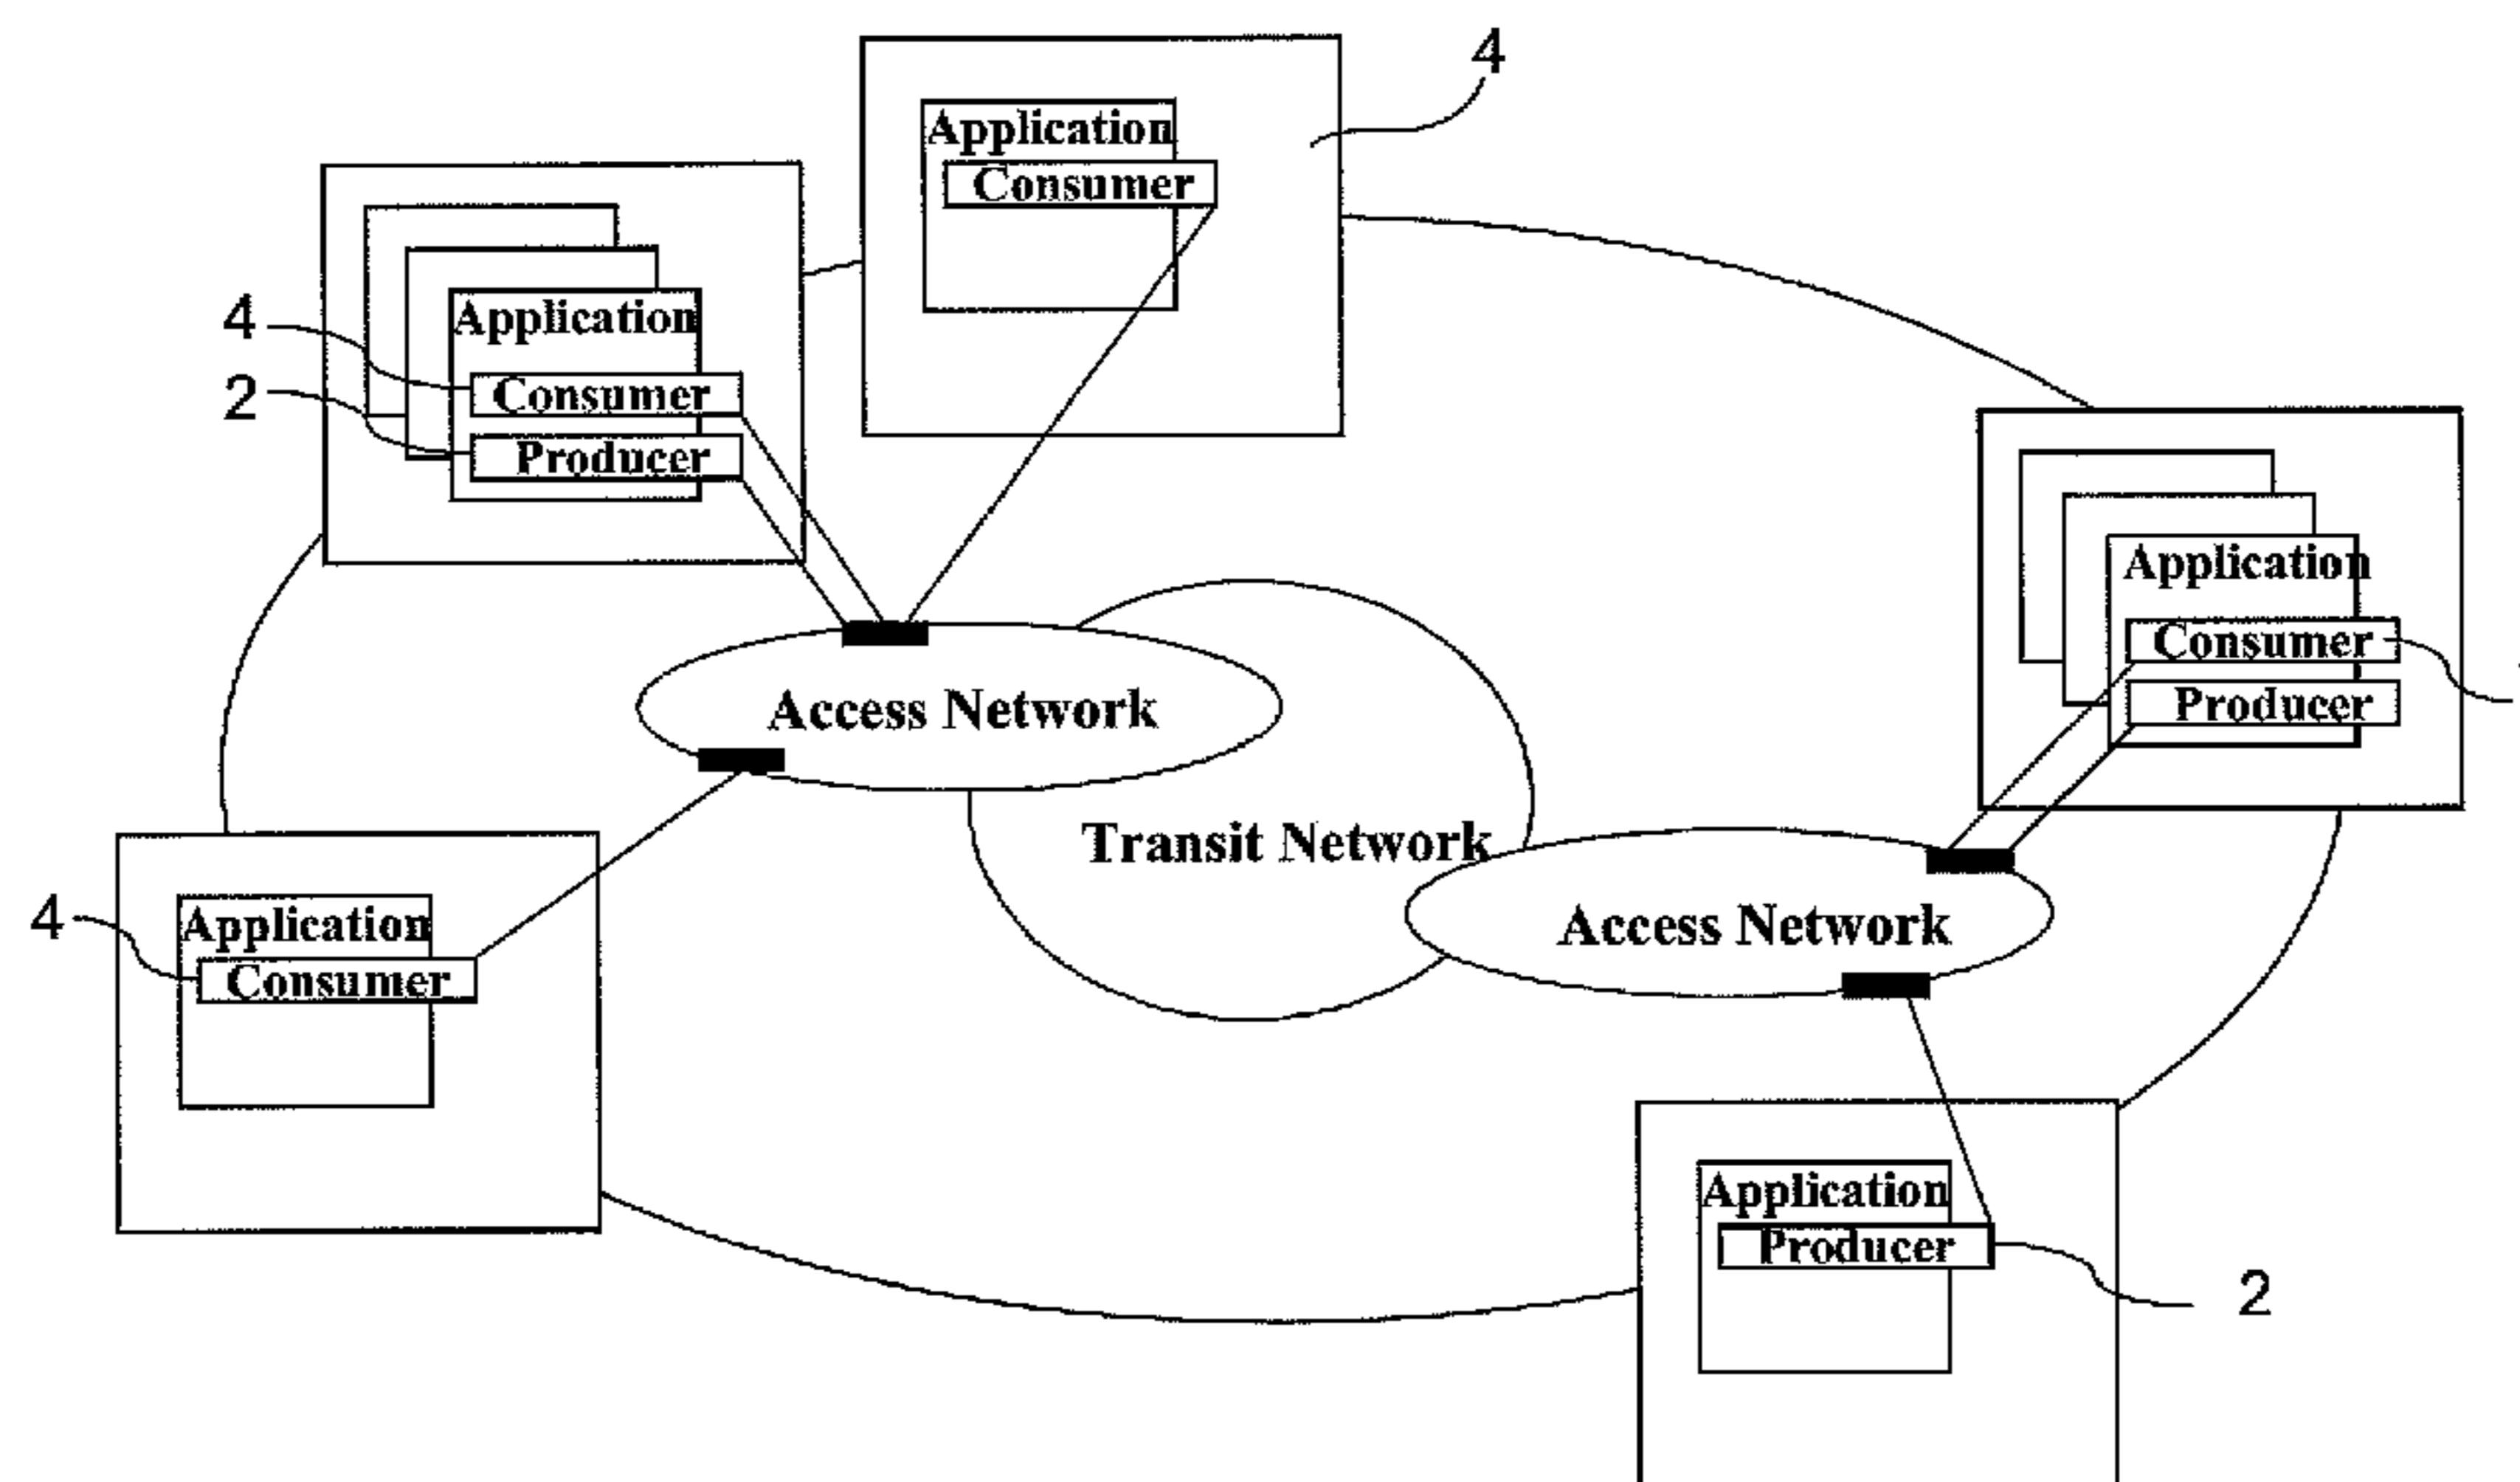 4
Application
Consumer
Application
4
Consumer
2
Producer
Application
Consumer
Producer
Access Network
Transit Network
Access Network
4
Application
Consumer
Application
Producer
2